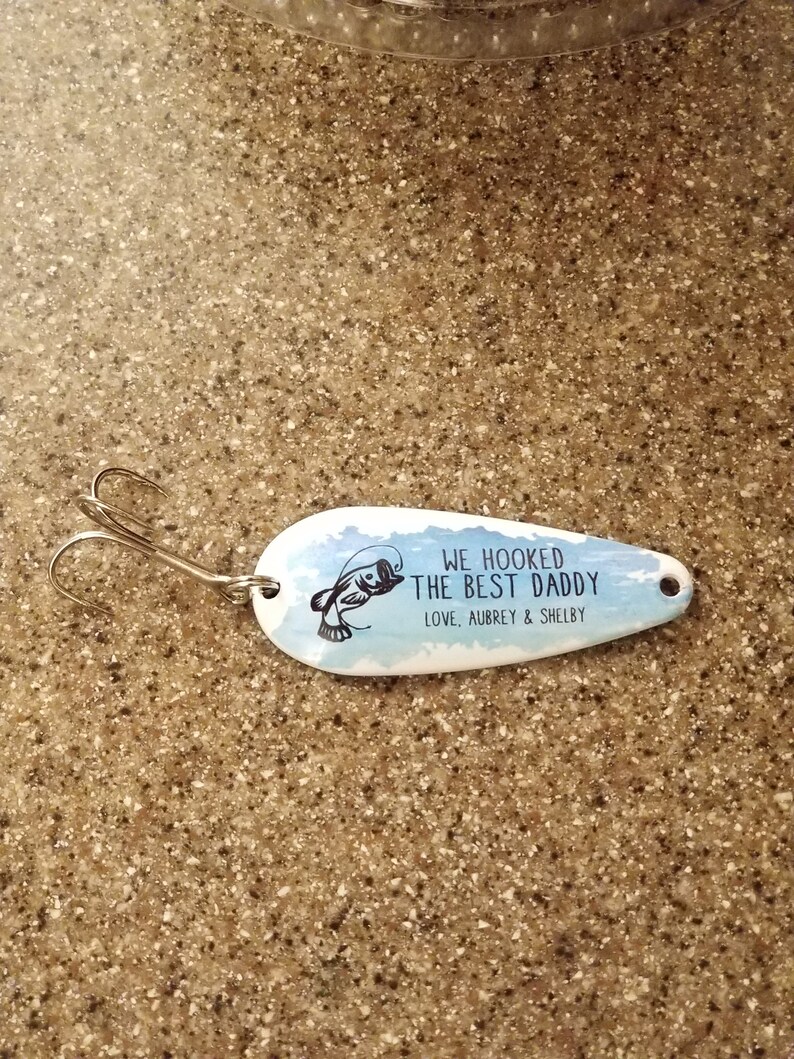 WE HOOKED
THE BEST DADDY
LOVE, AUBREY & SHELBY